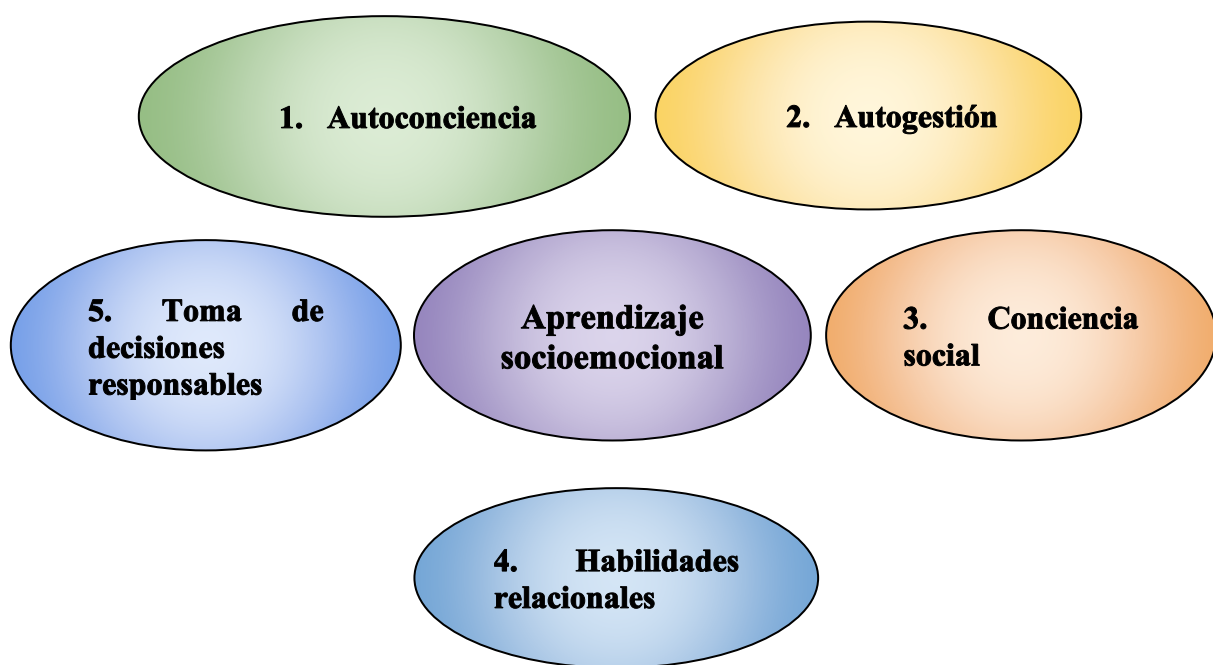 1. Autoconciencia
2. Autogestión
5. Toma de
decisiones
responsables
Aprendizaje
socioemocional
3. Conciencia
social
4. Habilidades
relacionales